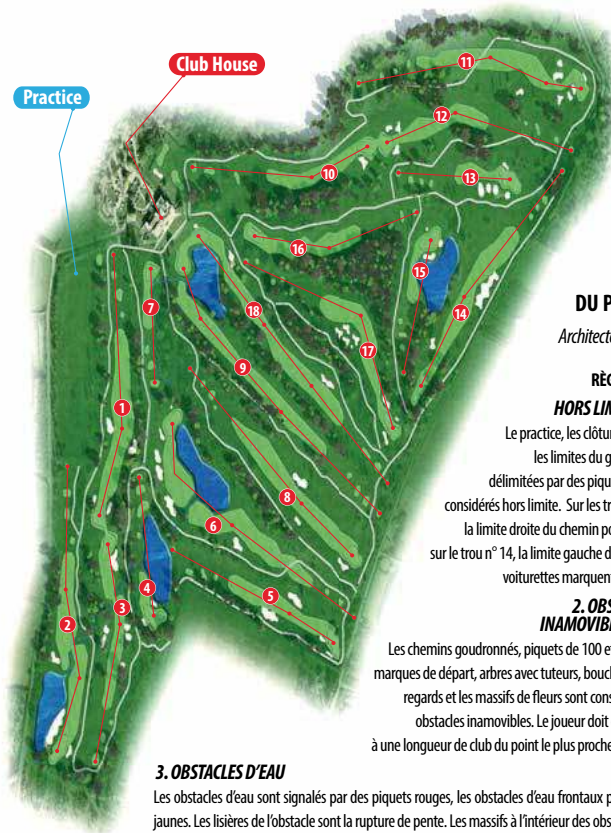 Club House
Practice
11
12
10
13
16
15
7
18
14
9
17
1
8
6
4
5
3
2
DU P
Architect
RÈG
HORS LIM
Le practice, les clôtur
les limites du g
délimitées par des pique
considérés hors limite. Sur les tr
la limite droite du chemin po
sur le trou n° 14, la limite gauche d
voiturettes marquent
2. OBS
INAMOVIB
Les chemins goudronnés, piquets de 100 et
marques de départ, arbres avec tuteurs, bouch
regards et les massifs de fleurs sont cons
obstacles inamovibles. Le joueur doit
à une longueur de club du point le plus proche
3. OBSTACLES D'EAU
Les obstacles d'eau sont signalés par des piquets rouges, les obstacles d'eau frontaux p
jaunes. Les lisières de l'obstacle sont la rupture de pente. Les massifs à l'intérieur des obs